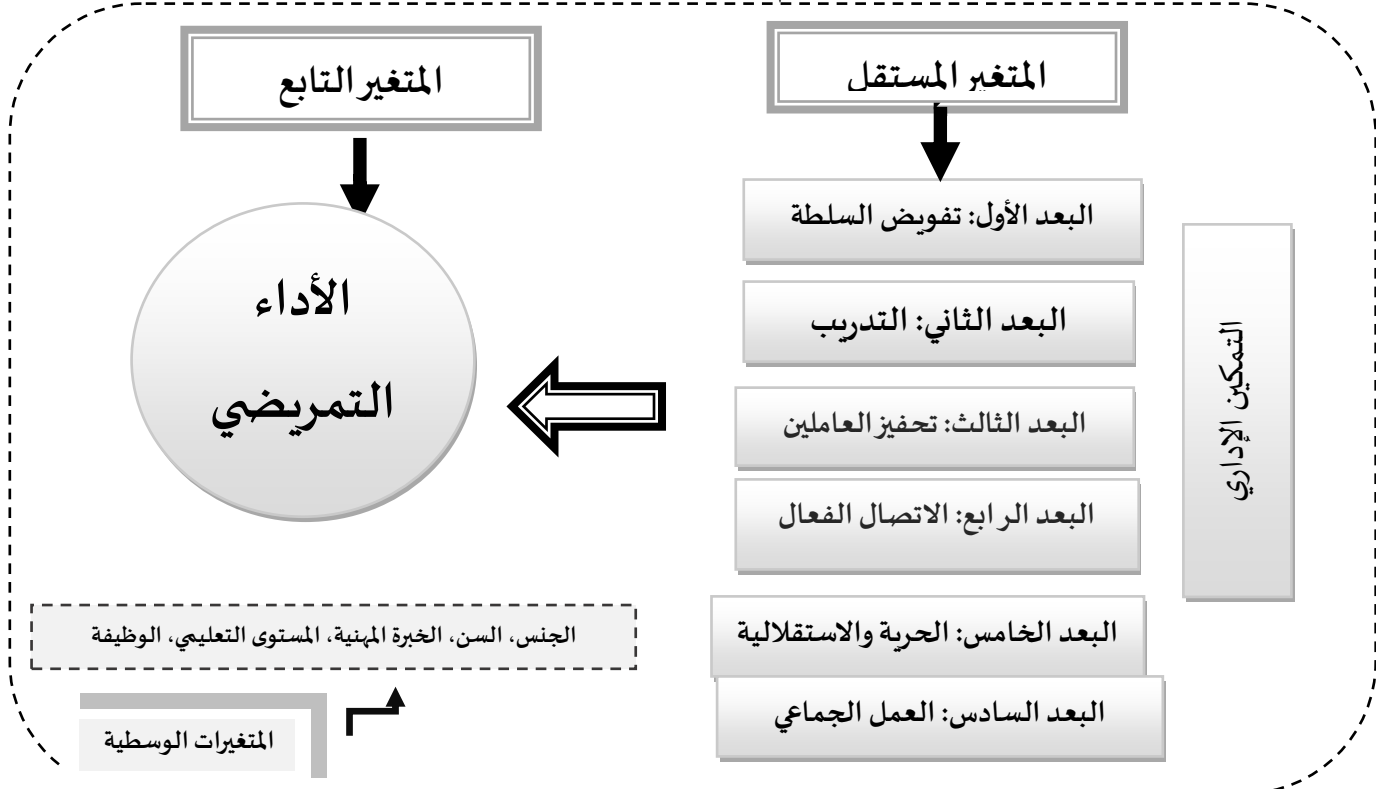 المتغير المستقل
المتغير التابع
البعد الأول: تفويض السلطة
البعد الثاني: التدريب
البعد الثالث: تحفيز العاملين
البعد الرابع: الاتصال الفعال
البعد الخامس: الحرية والاستقلالية
البعد السادس: العمل الجماعي
التمكين الإداري
الأداء
التمريضي
الجنس، السن، الخبرة المهنية، المستوى التعليمي، الوظيفة
المتغيرات الوسطية